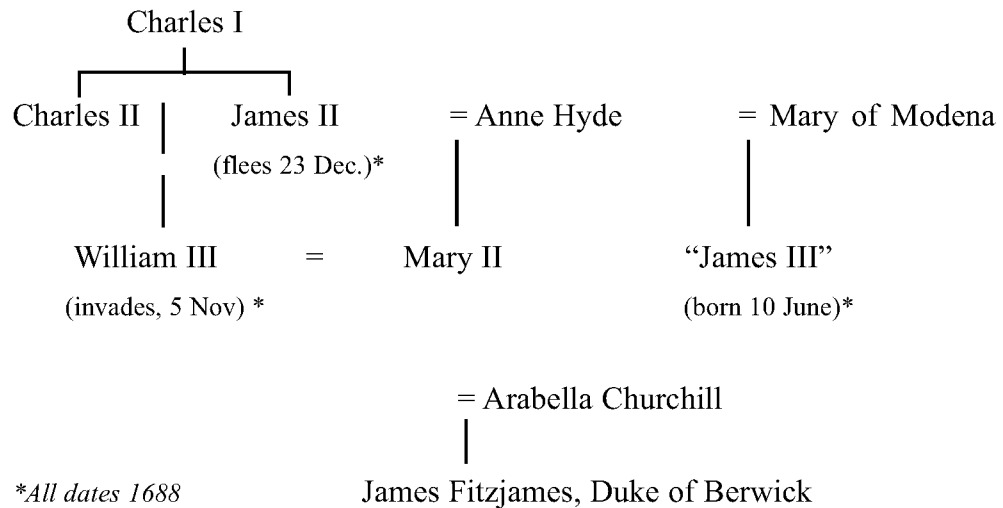 Charles I
Charles II James II = Anne Hyde = Mary of Modena
(flees 23 Dec.)*
William III = Mary II “James III”
(invades, 5 Nov) * (born 10 June)*
= Arabella Churchill
*All dates 1688 James Fitzjames, Duke of Berwick